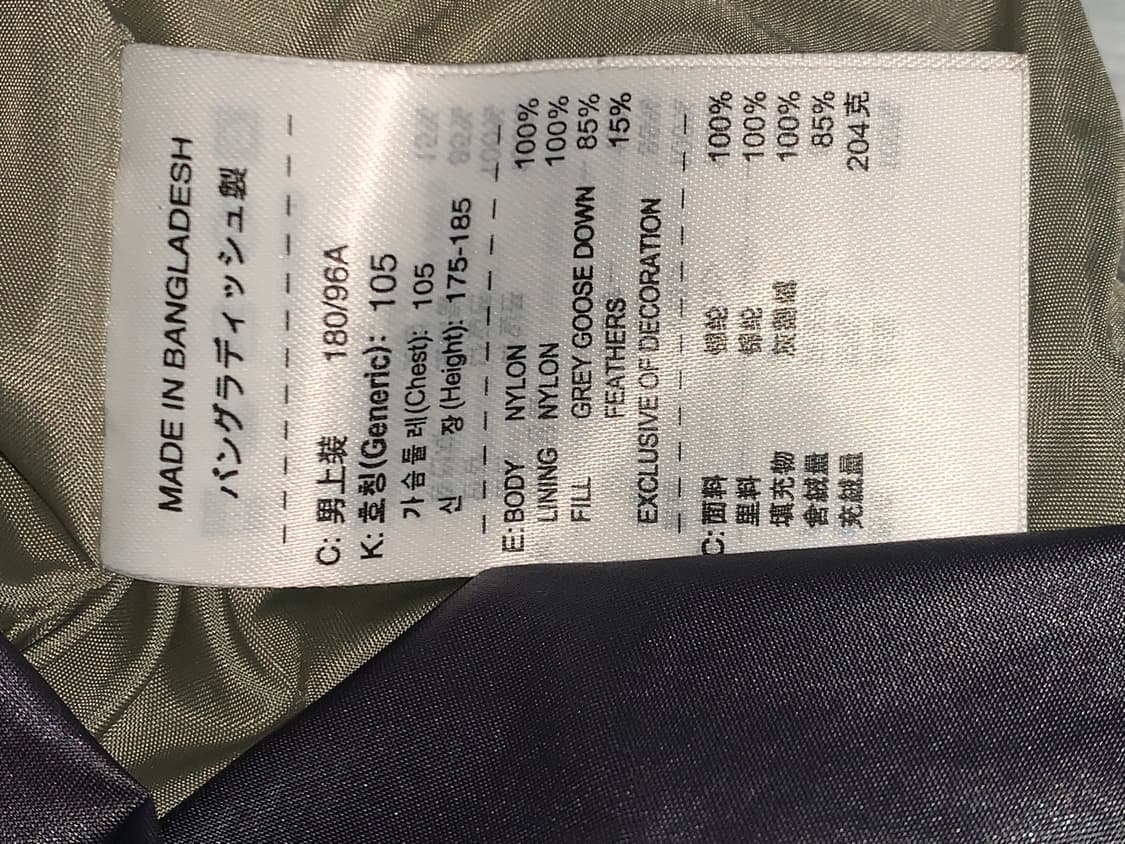 MADE IN BANGLADESH
バングラディッシュ製
C: 男上装 180/96A
K: 호칭(Generic): 105
가슴둘레(Chest): 105
신 장 (Height): 175-185
E: BODY NYLON 100%
LINING NYLON 100%
FILL GREY GOOSE DOWN 85%
FEATHERS 15%
EXCLUSIVE OF DECORATION
C: 面料 锦纶 100%
里料 锦纶 100%
填充物 灰鹅绒 100%
含绒量 85%
充绒量 204克